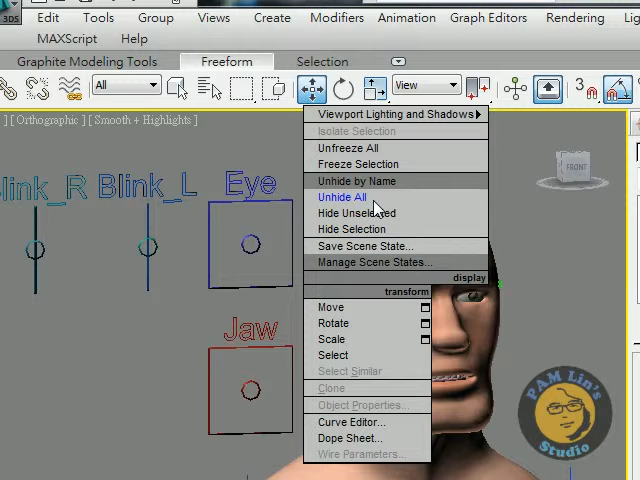 3DS
Edit Tools Group Views Create Modifiers Animation Graph Editors Rendering
MAXScript Help
Graphite Modeling Tools Freeform Selection
All View 3
] [ Orthographic ] [ Smooth + Highlights ]
Viewport Lighting and Shadows
Isolate Selection
Unfreeze All
Freeze Selection
Unhide by Name
Unhide All
Hide Unselected
Hide Selection
Save Scene State...
Manage Scene States...
display
transform
Move
Rotate
Scale
Select
Select Similar
Clone
Object Properties...
Curve Editor...
Dope Sheet...
Wire Parameters...
Blink_R Blink_L Eye
Jaw
FRONT
PAM Lin's
Studio